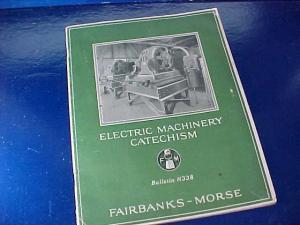 ELECTRIC MACHINERY
CATECHISM
F M
Bulletin H338
FAIRBANKS - MORSE